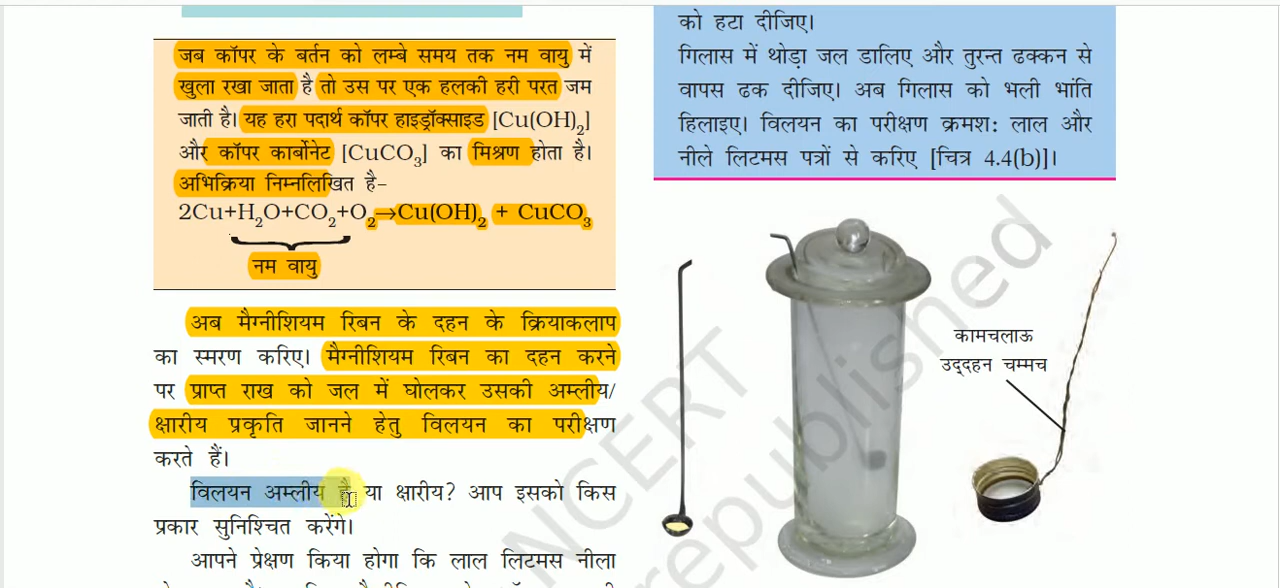 जब कॉपर के बर्तन को लम्बे समय तक नम वायु में
खुला रखा जाता है तो उस पर एक हलकी हरी परत जम
जाती है। यह हरा पदार्थ कॉपर हाइड्रॉक्साइड [Cu(OH)₂]
और कॉपर कार्बोनेट [CuCO₃] का मिश्रण होता है।
अभिक्रिया निम्नलिखित है–
2Cu+H₂O+CO₂+O₂→Cu(OH)₂ + CuCO₃
नम वायु
अब मैग्नीशियम रिबन के दहन के क्रियाकलाप
का स्मरण करिए। मैग्नीशियम रिबन का दहन करने
पर प्राप्त राख को जल में घोलकर उसकी अम्लीय/
क्षारीय प्रकृति जानने हेतु विलयन का परीक्षण
करते हैं।
विलयन अम्लीय है या क्षारीय? आप इसको किस
प्रकार सुनिश्चित करेंगे।
आपने प्रेक्षण किया होगा कि लाल लिटमस नीला
को हटा दीजिए।
गिलास में थोड़ा जल डालिए और तुरन्त ढक्कन से
वापस ढक दीजिए। अब गिलास को भली भांति
हिलाइए। विलयन का परीक्षण क्रमश: लाल और
नीले लिटमस पत्रों से करिए [चित्र 4.4(b)]।
कामचलाऊ
उद्दहन चम्मच
NCERT
republished